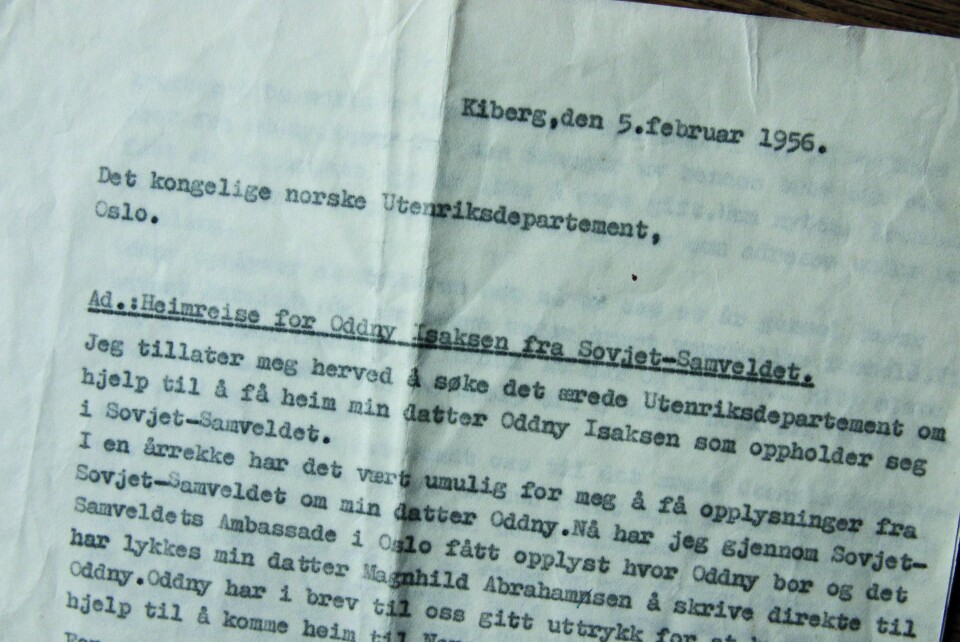 Kiberg,den 5.februar 1956.
Det kongelige norske Utenriksdepartement,
Oslo.
Ad.:Heimreise for Oddny Isaksen fra Sovjet-Samveldet.
Jeg tillater meg herved å søke det ærede Utenriksdepartement om
hjelp til å få heim min datter Oddny Isaksen som oppholder seg
i Sovjet-Samveldet.
I en årrekke har det vært umulig for meg å få opplysninger fra
Sovjet-Samveldet om min datter Oddny.Nå har jeg gjennom Sovjet-
Samveldets Ambassade i Oslo fått opplyst hvor Oddny bor og det
har lykkes min datter Magnhild Abrahamsen å skrive direkte til
Oddny.Oddny har i brev til oss gitt uttrykk for at
hjelp til å komme heim til